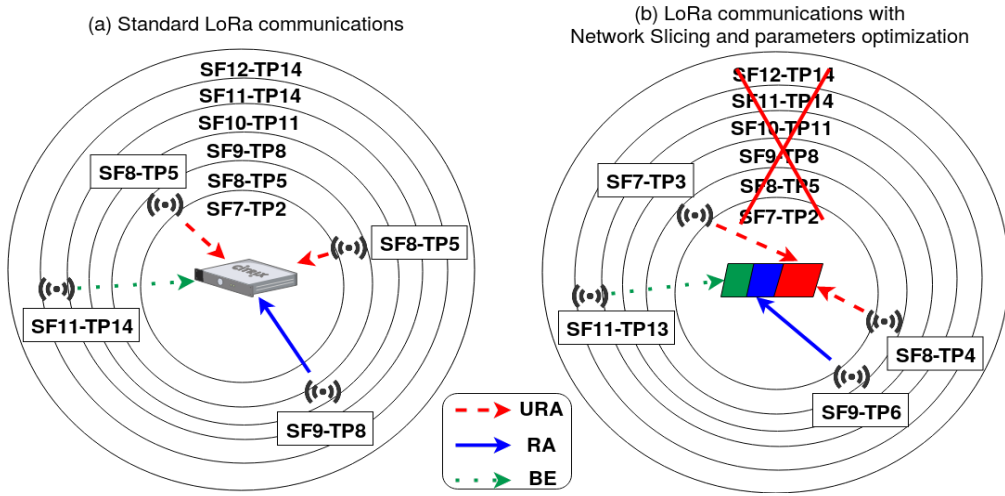 (a) Standard LoRa communications
SF12-TP14
SF11-TP14
SF10-TP11
SF9-TP8
SF8-TP5
SF7-TP2
SF8-TP5
SF8-TP5
SF11-TP14
SF9-TP8
citrix
(b) LoRa communications with
Network Slicing and parameters optimization
SF12-TP14
SF11-TP14
SF10-TP11
SF9-TP8
SF8-TP5
SF7-TP2
SF7-TP3
SF11-TP13
SF8-TP4
SF9-TP6
URA
RA
BE